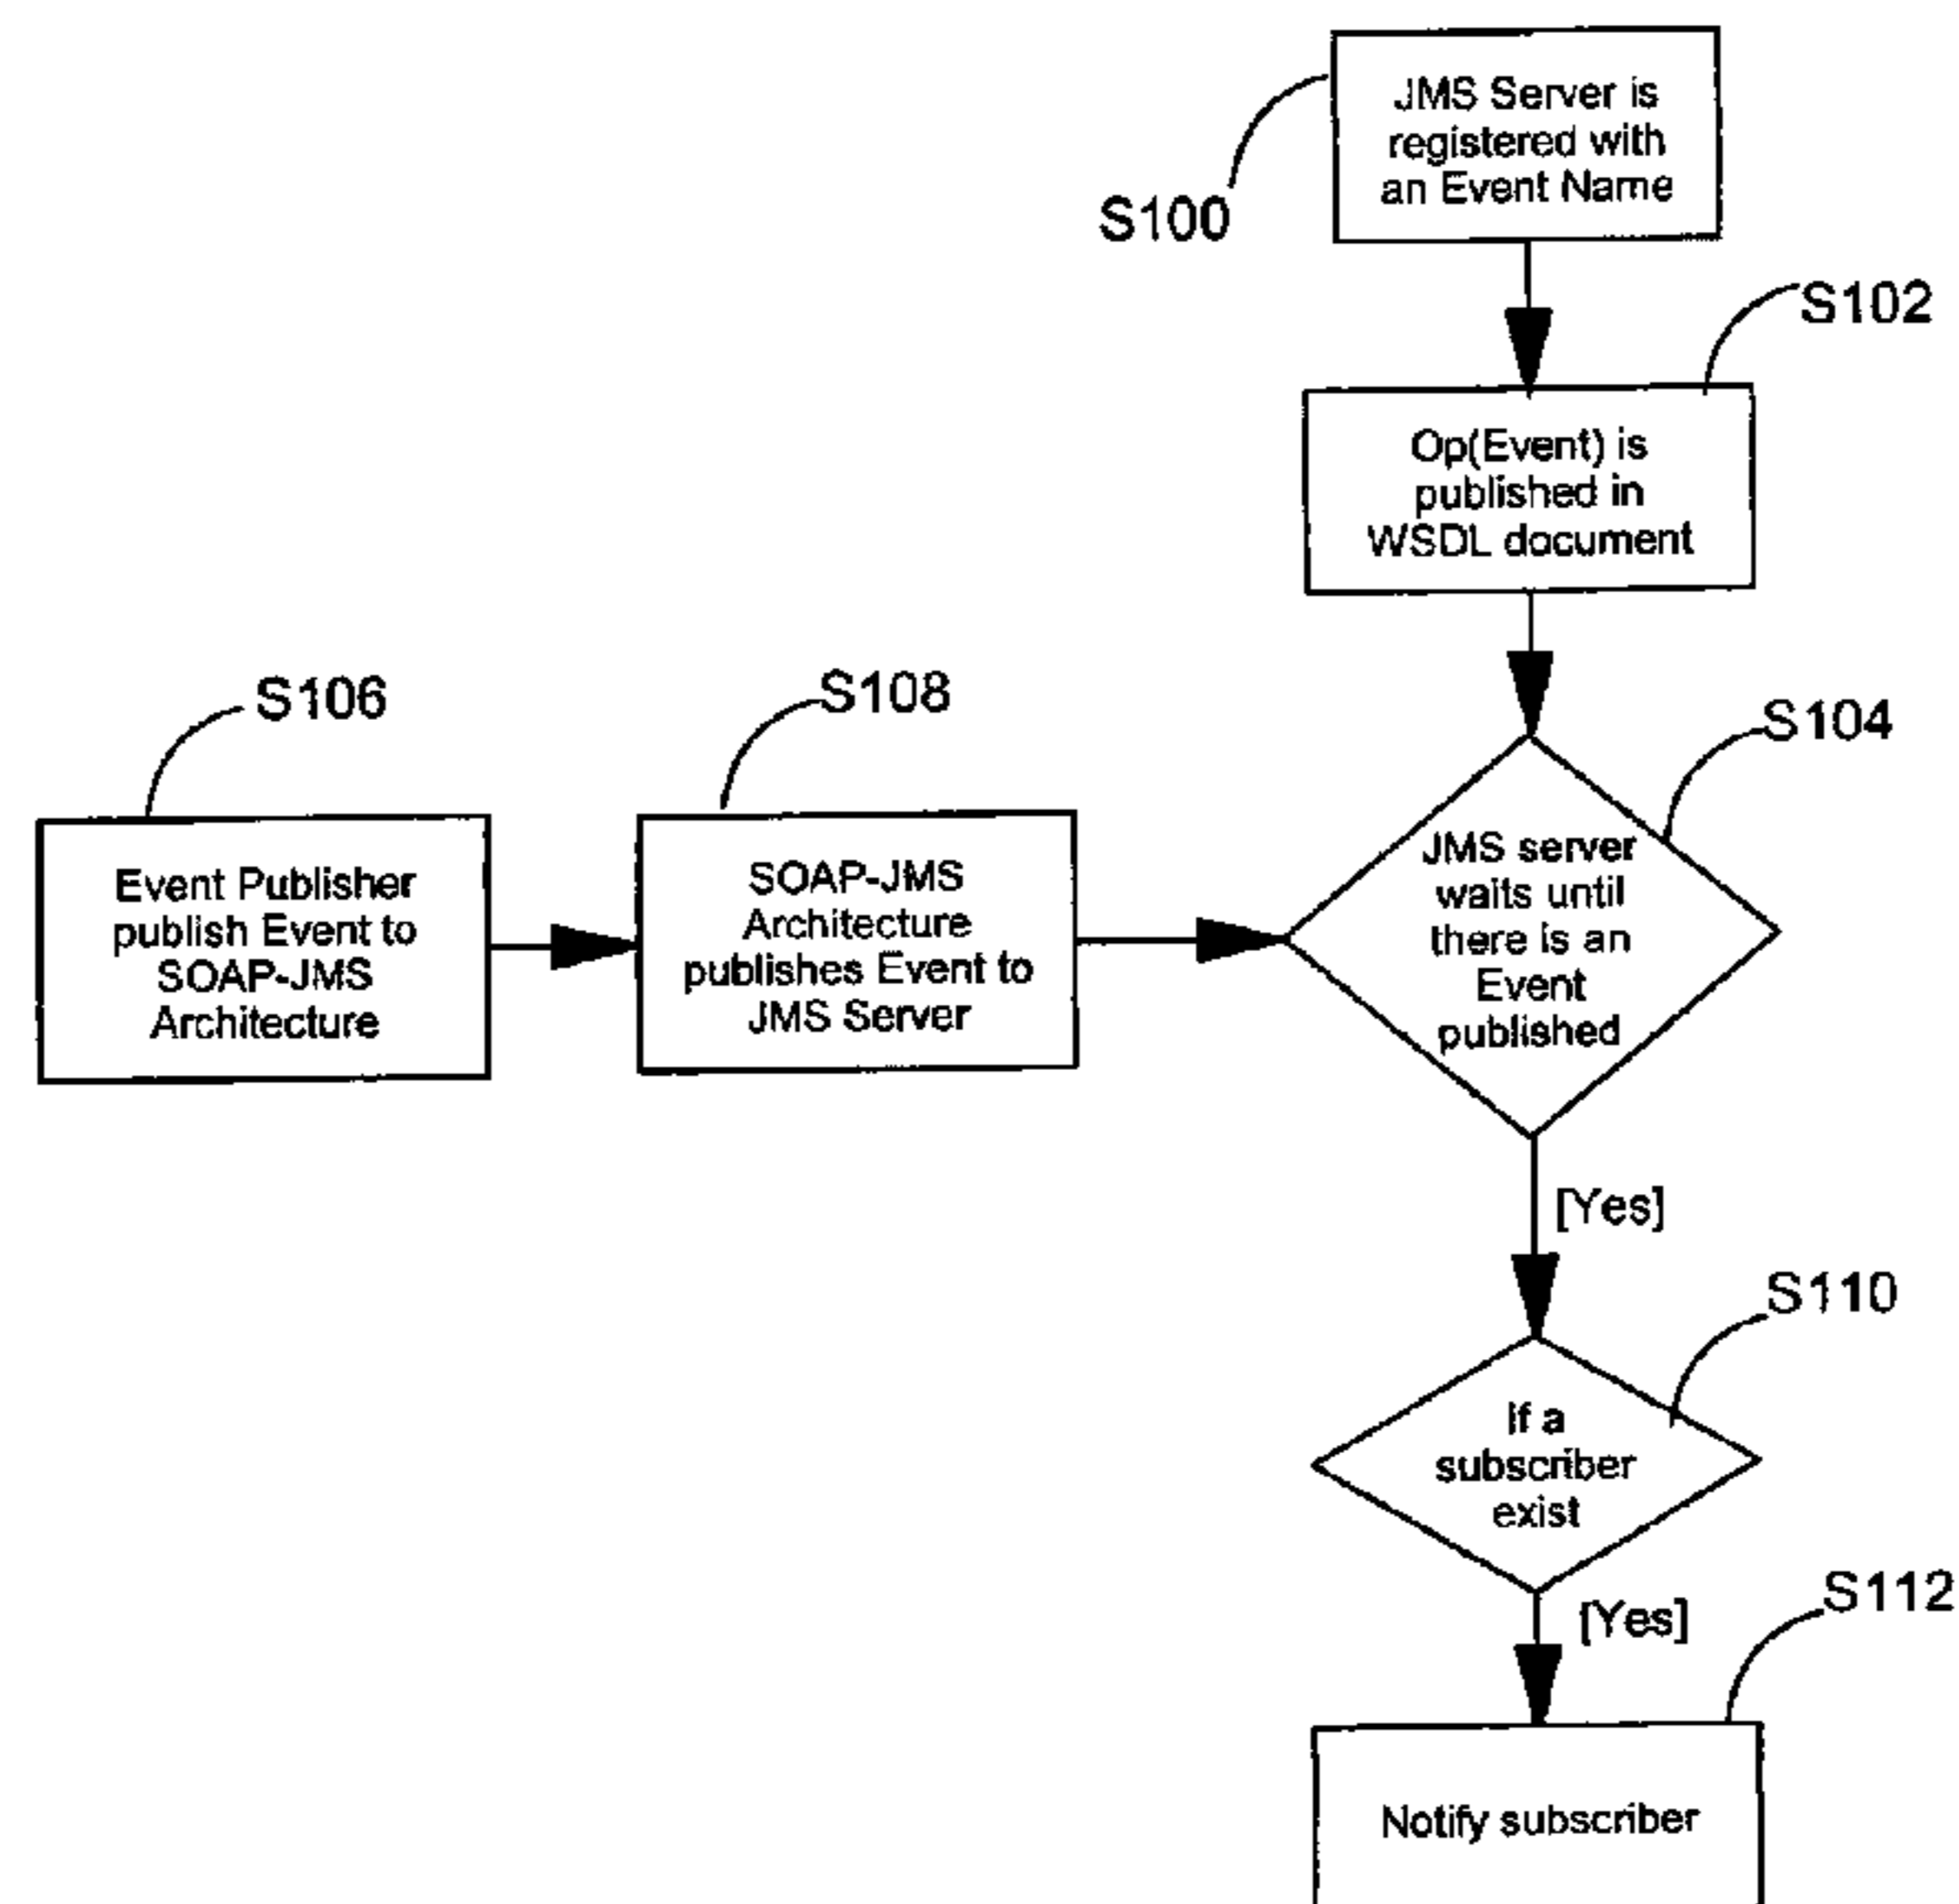 JMS Server is
registered with
an Event Name
S100
S102
Op(Event) is
published in
WSDL document
S106
S108
S104
Event Publisher
publish Event to
SOAP-JMS
Architecture
SOAP-JMS
Architecture
publishes Event to
JMS Server
JMS server
waits until
there is an
Event
published
[Yes]
S110
If a
subscriber
exist
[Yes]
S112
Notify subscriber